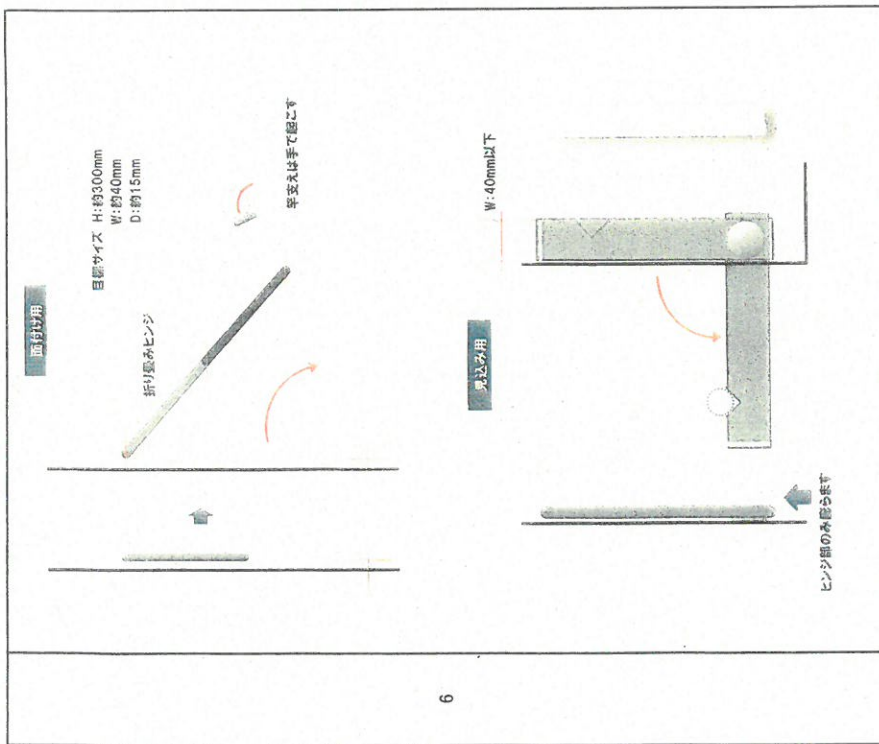 面付け用
目標サイズ H:約300mm
W:約40mm
D:約15mm
折り畳みヒンジ
竿支えは手で起こす
見込み用
W:40mm以下
ヒンジ部のみ膨らます
6